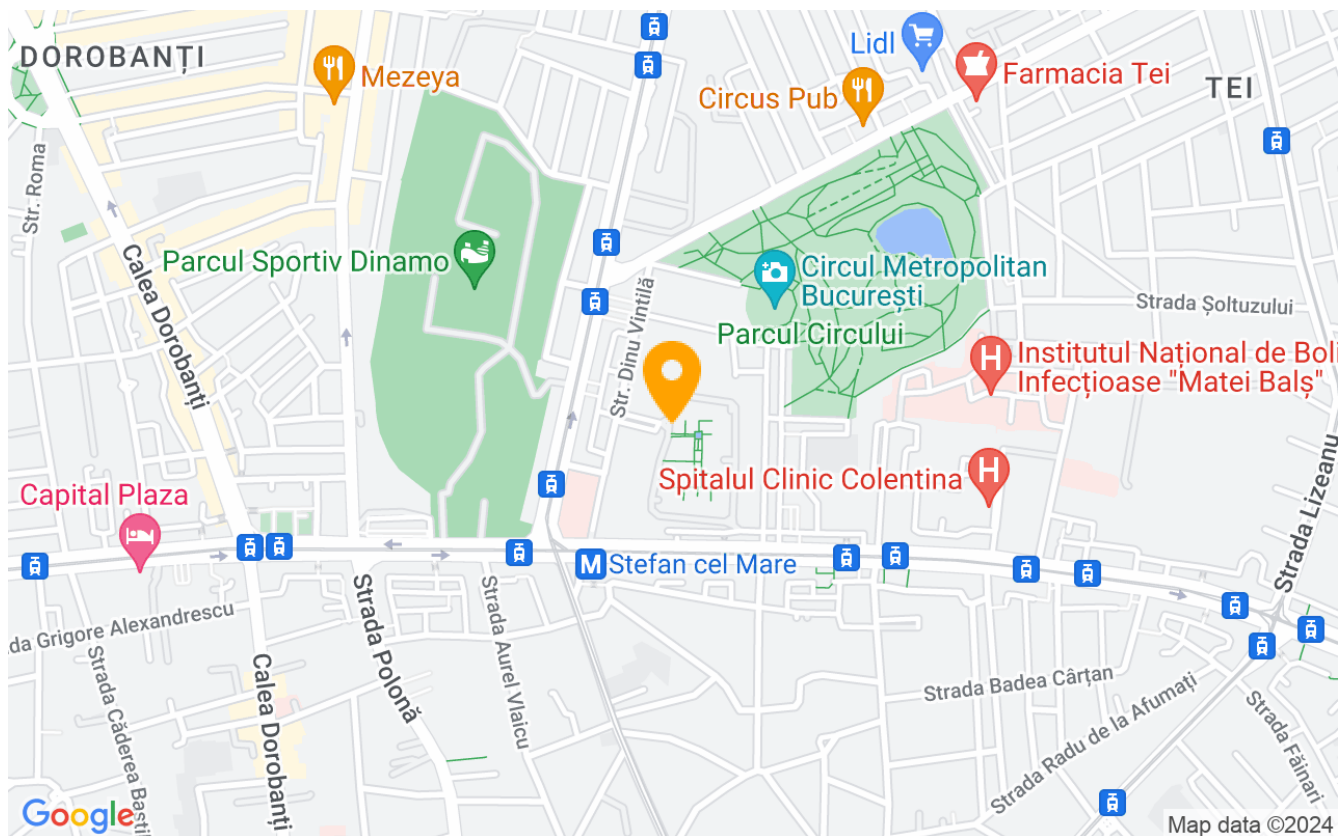 DOROBANȚI
Mezeya
Lidl
Circus Pub
Farmacia Tei
TEI
Str. Roma
Calea Dorobanți
Parcul Sportiv Dinamo
Str. Dinu Vintilă
Circul Metropolitan
București
Parcul Circului
Strada Șoltuzului
Institutul Național de Boli
Infecțioase "Matei Balș"
Spitalul Clinic Colentina
Capital Plaza
M Stefan cel Mare
Strada Lizeanu
da Grigore Alexandrescu
Strada Căderea Bastil
Calea Dorobanți
Strada Polonă
Strada Aurel Vlaicu
Strada Badea Cârțan
Strada Radu de la Afumați
Strada Făinari
Google
Map data ©2024